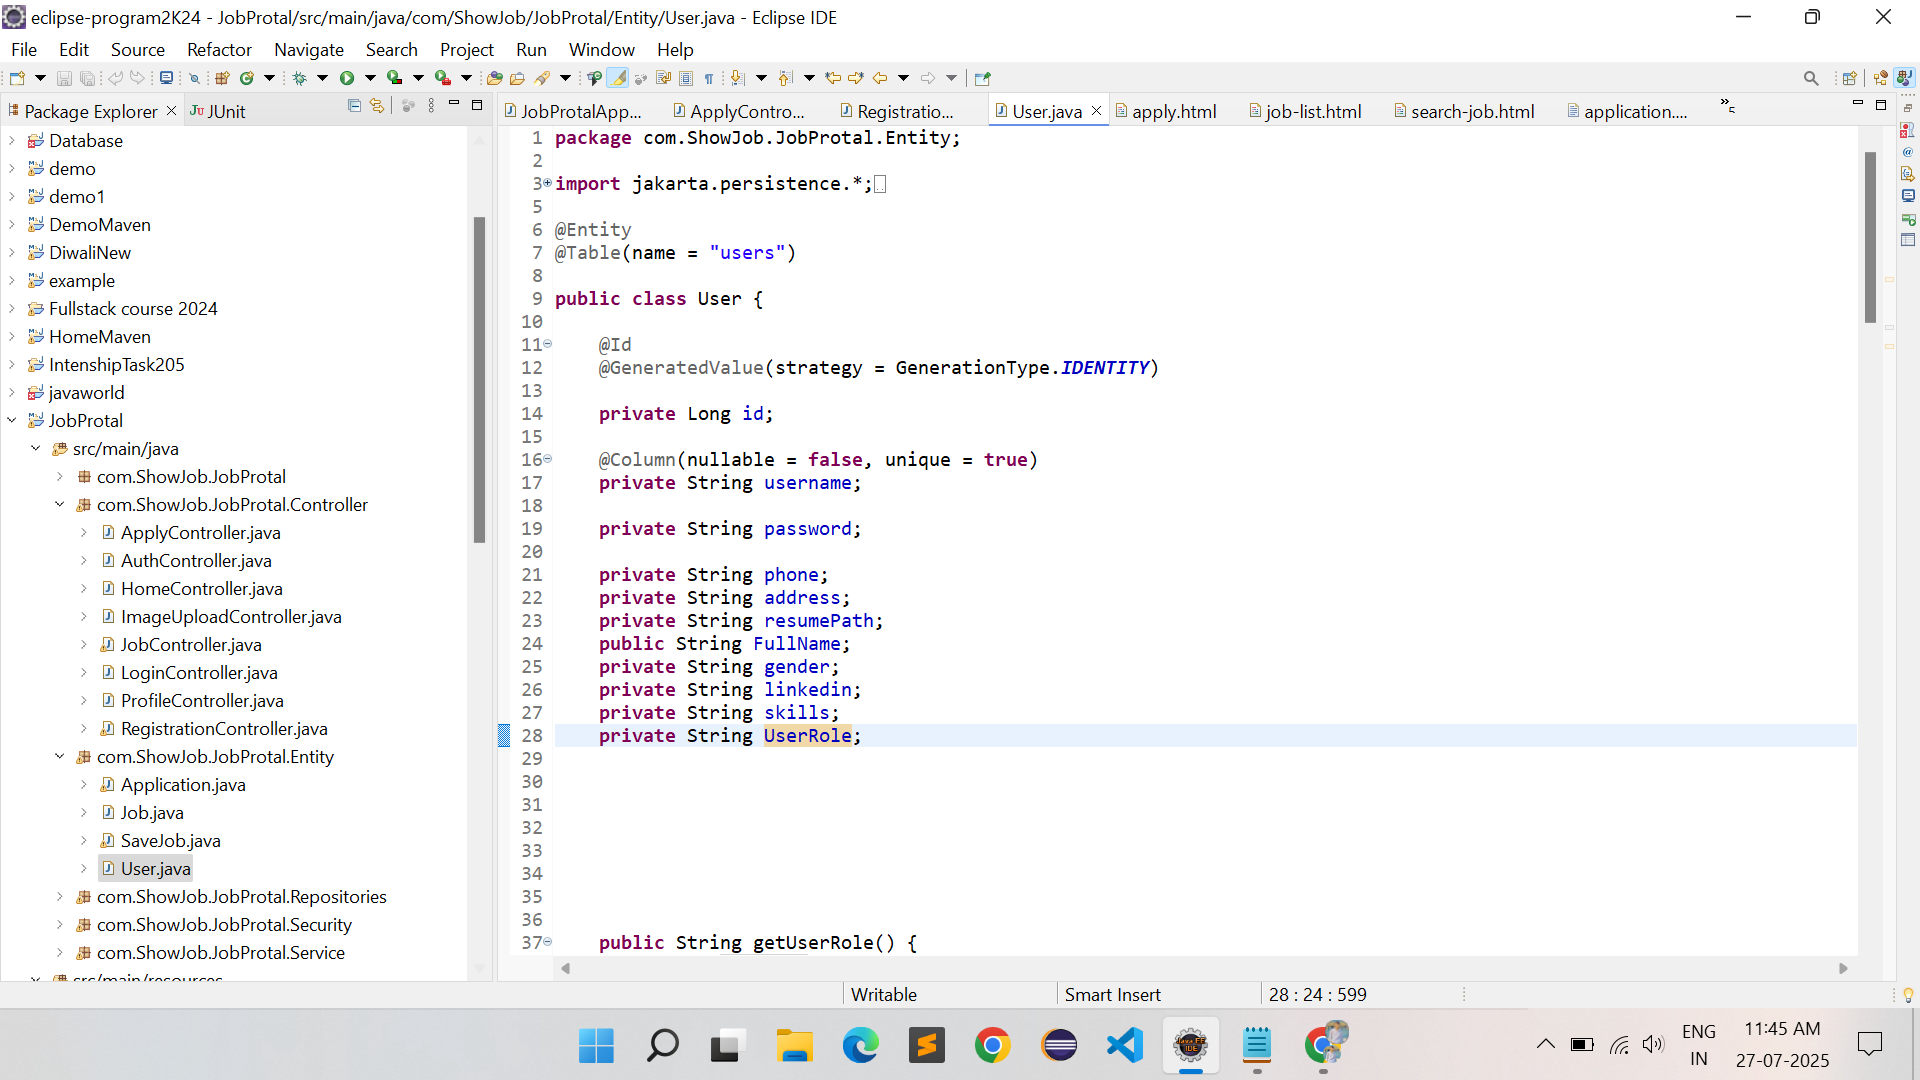 eclipse-program2K24 - JobProtal/src/main/java/com/ShowJob/JobProtal/Entity/User.java - Eclipse IDE
File Edit Source Refactor Navigate Search Project Run Window Help
Package Explorer
JUnit
JobProtalApp...
ApplyContro...
Registratio...
User.java
apply.html
job-list.html
search-job.html
application....
Database
demo
demo1
DemoMaven
DiwaliNew
example
Fullstack course 2024
HomeMaven
IntenshipTask205
javaworld
JobProtal
src/main/java
com.ShowJob.JobProtal
com.ShowJob.JobProtal.Controller
ApplyController.java
AuthController.java
HomeController.java
ImageUploadController.java
JobController.java
LoginController.java
ProfileController.java
RegistrationController.java
com.ShowJob.JobProtal.Entity
Application.java
Job.java
SaveJob.java
User.java
com.ShowJob.JobProtal.Repositories
com.ShowJob.JobProtal.Security
com.ShowJob.JobProtal.Service
src/main/resources
1 package com.ShowJob.JobProtal.Entity;
2
3 import jakarta.persistence.*;
5
6 @Entity
7 @Table(name = "users")
8
9 public class User {
10
11 @Id
12 @GeneratedValue(strategy = GenerationType.IDENTITY)
13
14 private Long id;
15
16 @Column(nullable = false, unique = true)
17 private String username;
18
19 private String password;
20
21 private String phone;
22 private String address;
23 private String resumePath;
24 public String FullName;
25 private String gender;
26 private String linkedin;
27 private String skills;
28 private String UserRole;
29
30
31
32
33
34
35
36
37 public String getUserRole() {
Writable
Smart Insert
28 : 24 : 599
ENG
IN
11:45 AM
27-07-2025